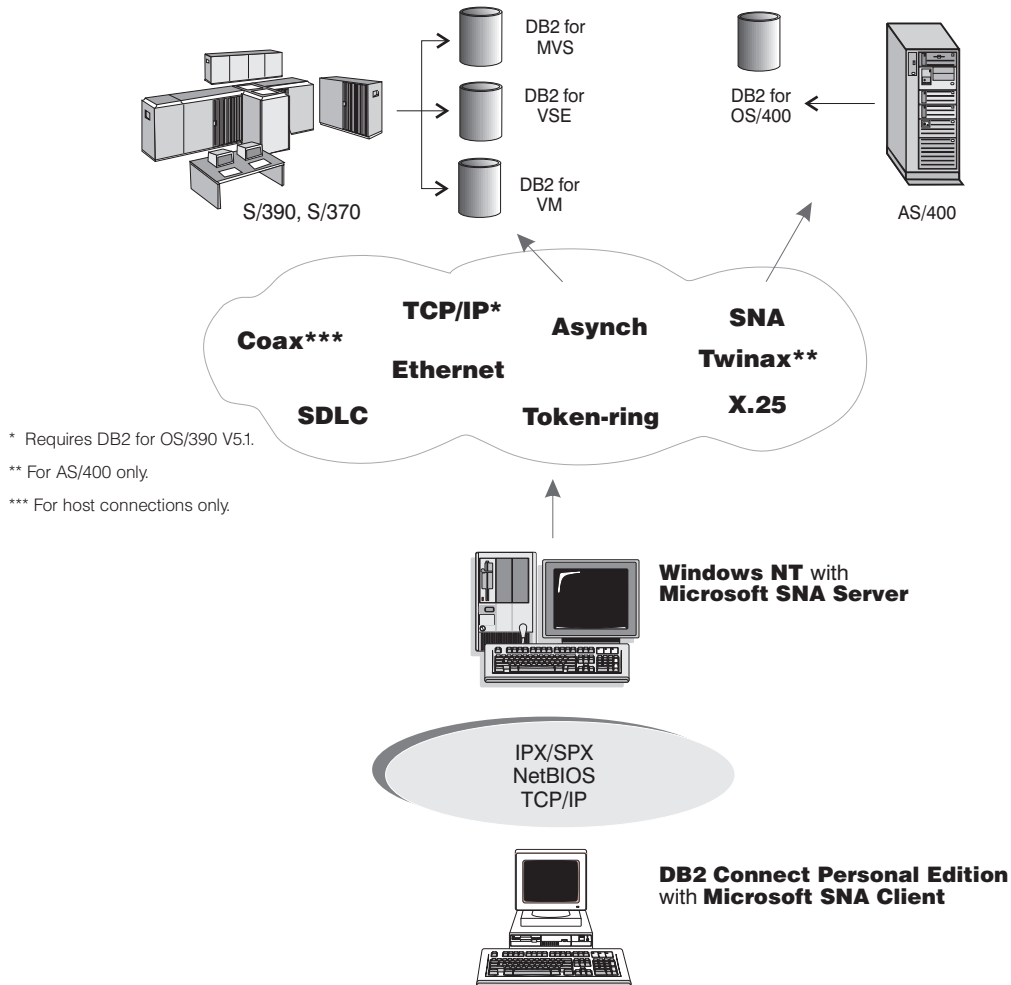 DB2 for
MVS
DB2 for
VSE
DB2 for
VM
S/390, S/370
DB2 for
OS/400
AS/400
TCP/IP*
Asynch
SNA
Coax***
Twinax**
Ethernet
X.25
SDLC
Token-ring
* Requires DB2 for OS/390 V5.1.
** For AS/400 only.
*** For host connections only.
Windows NT with
Microsoft SNA Server
IPX/SPX
NetBIOS
TCP/IP
DB2 Connect Personal Edition
with Microsoft SNA Client